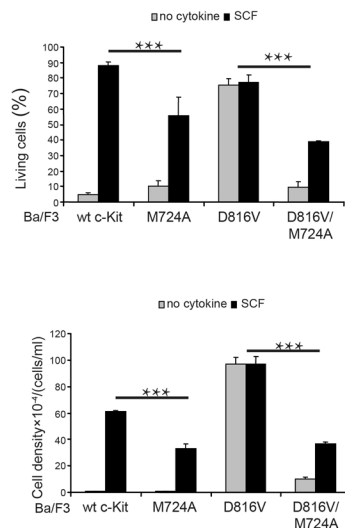 no cytokine SCF
***
***
100
90
80
70
60
50
40
30
20
10
0
Living cells (%)
Ba/F3 wt c-Kit M724A D816V D816V/
M724A
no cytokine SCF
***
***
120
100
80
60
40
20
0
Cell density×10⁻⁴/(cells/ml)
Ba/F3 wt c-Kit M724A D816V D816V/
M724A